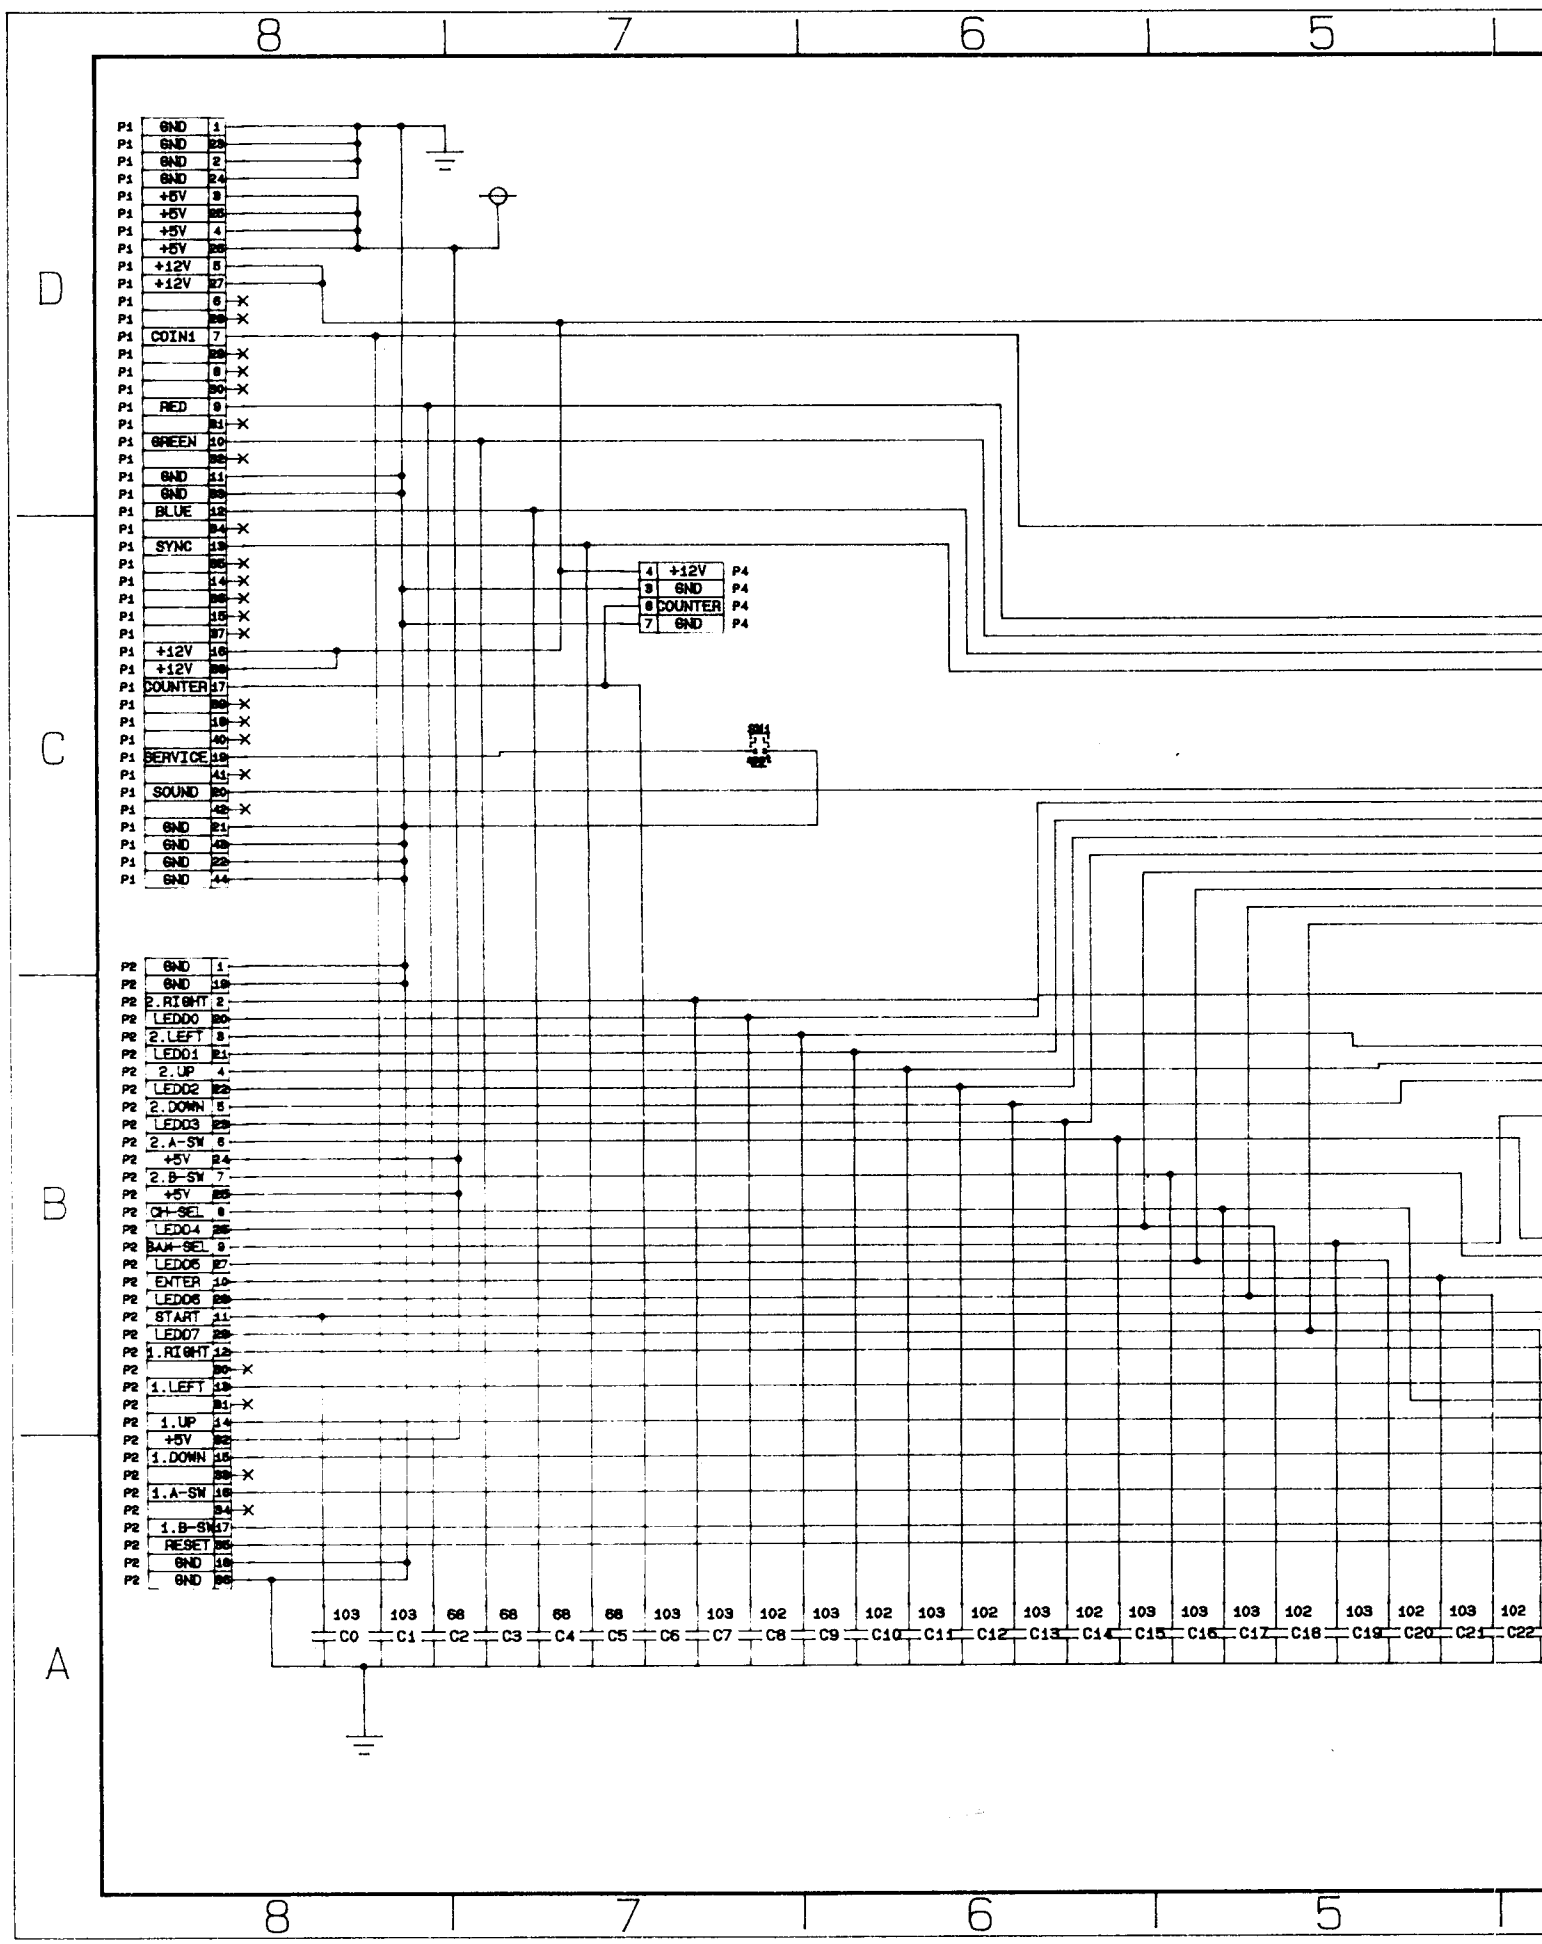 8 7 6 5
P1 GND 1
P1 GND 23
P1 GND 2
P1 GND 24
P1 +5V 3
P1 +5V 25
P1 +5V 4
P1 +5V 26
P1 +12V 5
P1 +12V 27
P1 6
P1 28
P1 COIN1 7
P1 29
P1 8
P1 30
P1 RED 9
P1 31
P1 GREEN 10
P1 32
P1 GND 11
P1 GND 33
P1 BLUE 12
P1 34
P1 SYNC 13
P1 35
P1 14
P1 36
P1 15
P1 37
P1 +12V 16
P1 +12V 38
P1 COUNTER 17
P1 39
P1 18
P1 40
P1 SERVICE 19
P1 41
P1 SOUND 20
P1 42
P1 GND 21
P1 GND 43
P1 GND 22
P1 GND 44
4 +12V P4
3 GND P4
6 COUNTER P4
7 GND P4
SW1
D
C
B
A
P2 GND 1
P2 GND 19
P2 2.RIGHT 2
P2 LEDD0 20
P2 2.LEFT 3
P2 LEDD1 21
P2 2.UP 4
P2 LEDD2 22
P2 2.DOWN 5
P2 LEDD3 23
P2 2.A-SW 6
P2 +5V 24
P2 2.B-SW 7
P2 +5V 25
P2 CH-SEL 8
P2 LEDD4 26
P2 GAM-SEL 9
P2 LEDD5 27
P2 ENTER 10
P2 LEDD6 28
P2 START 11
P2 LEDD7 29
P2 1.RIGHT 12
P2 30
P2 1.LEFT 13
P2 31
P2 1.UP 14
P2 +5V 32
P2 1.DOWN 15
P2 33
P2 1.A-SW 16
P2 34
P2 1.B-SW 17
P2 RESET 35
P2 GND 18
P2 GND 36
103 103 68 68 68 68 103 103 102 103 102 103 102 103 102 103 103 103 102 103 102 103 102
C0 C1 C2 C3 C4 C5 C6 C7 C8 C9 C10 C11 C12 C13 C14 C15 C16 C17 C18 C19 C20 C21 C22
8 7 6 5